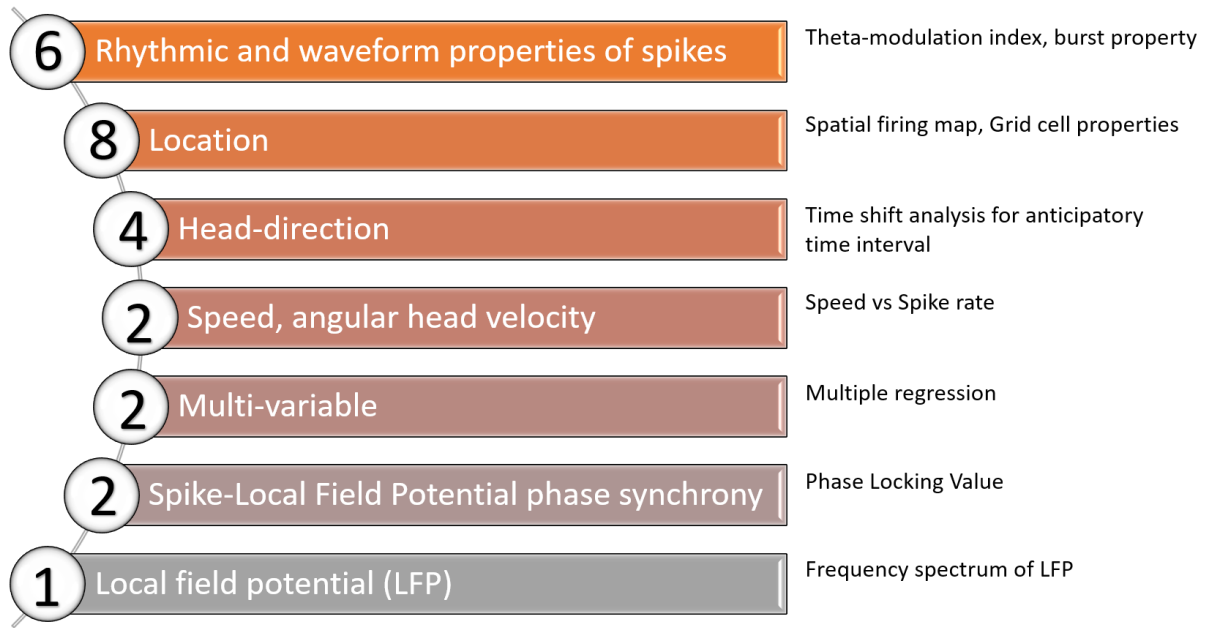 6 Rhythmic and waveform properties of spikes
Theta-modulation index, burst property
8 Location
Spatial firing map, Grid cell properties
4 Head-direction
Time shift analysis for anticipatory
time interval
2 Speed, angular head velocity
Speed vs Spike rate
2 Multi-variable
Multiple regression
2 Spike-Local Field Potential phase synchrony
Phase Locking Value
1 Local field potential (LFP)
Frequency spectrum of LFP